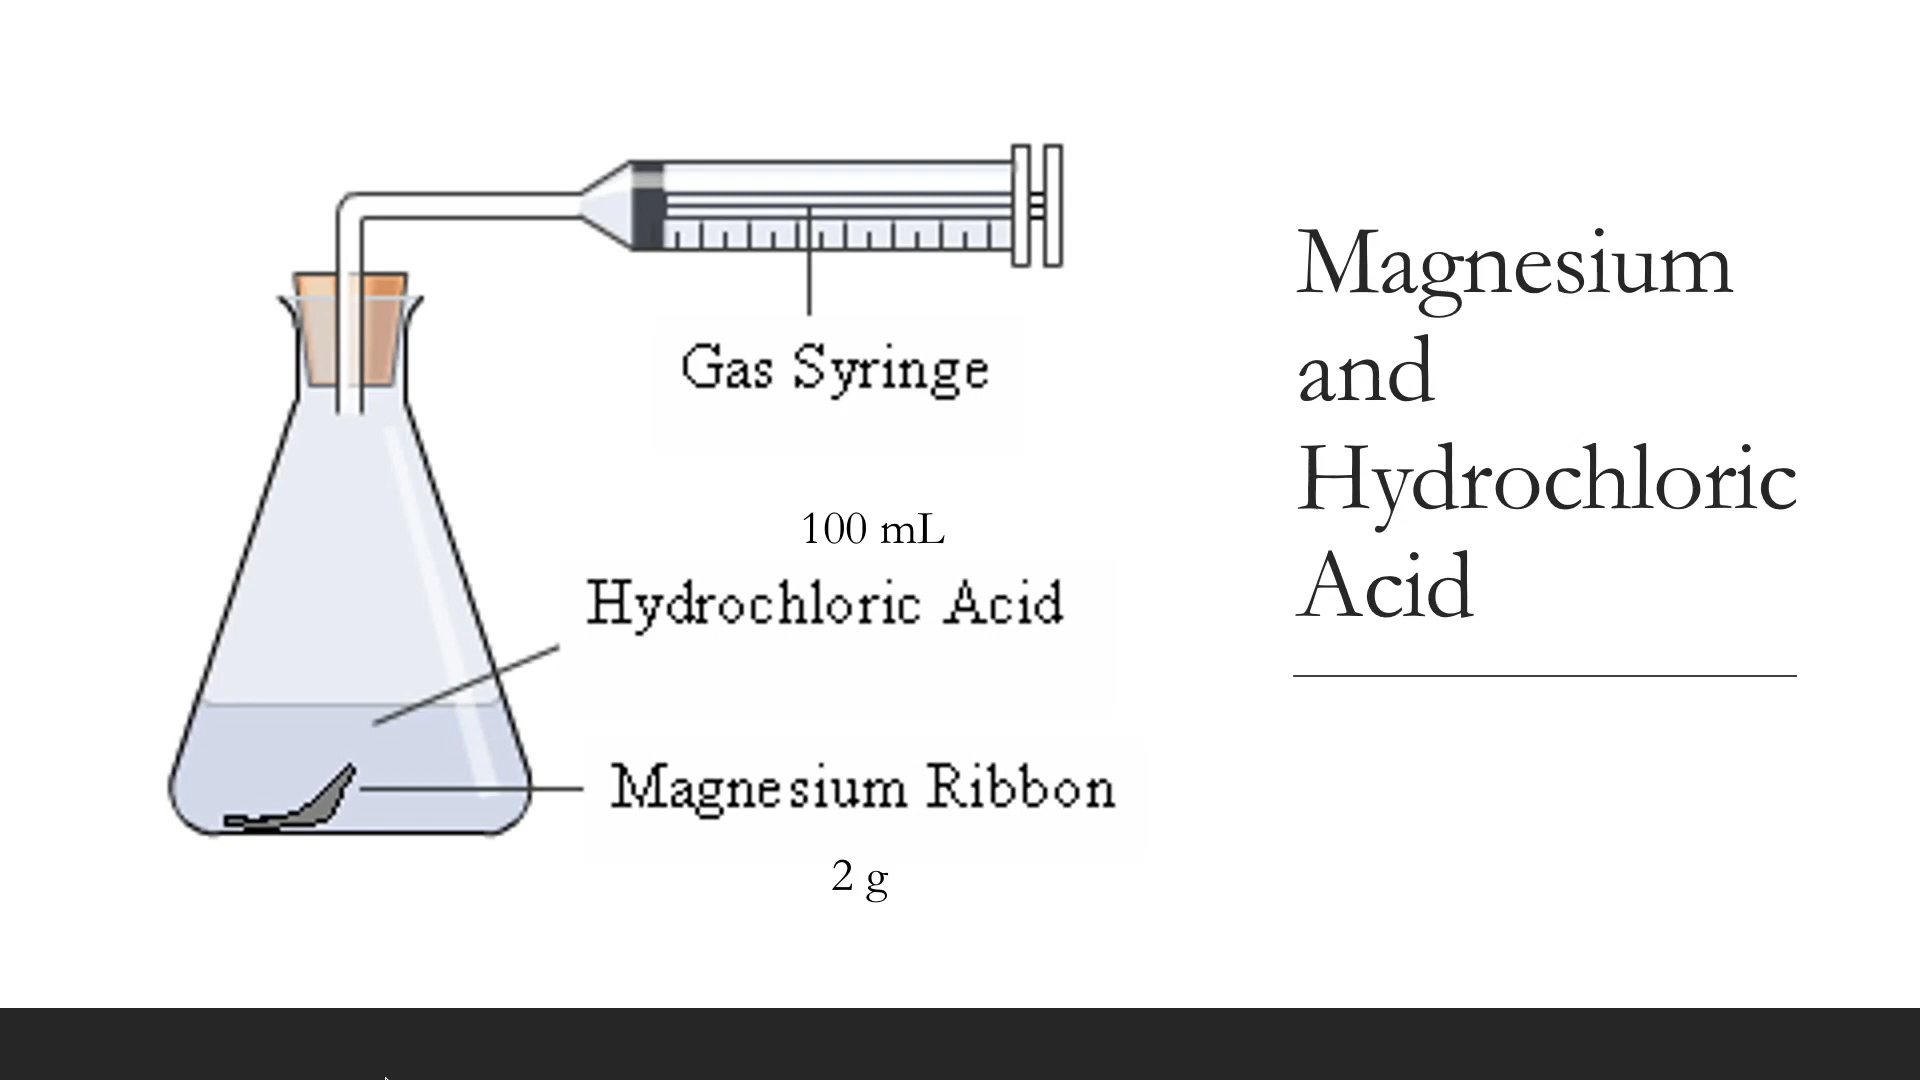 Gas Syringe
100 mL
Hydrochloric Acid
Magnesium Ribbon
2 g
Magnesium
and
Hydrochloric
Acid